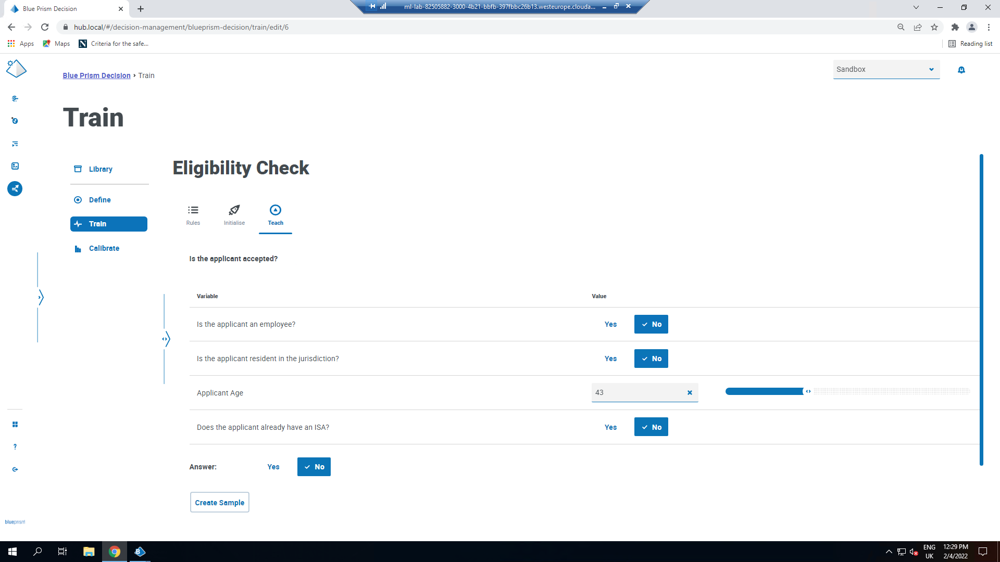 Blue Prism Decision
ml-lab-82505882-3000-4b21-bbfb-397fbbc26b13.westeurope.clouda...
hub.local/#/decision-management/blueprism-decision/train/edit/6
Apps
Maps
Criteria for the safe...
Reading list
Blue Prism Decision › Train
Sandbox
Train
Library
Define
Train
Calibrate
Eligibility Check
Rules
Initialise
Teach
Is the applicant accepted?
Variable
Value
Is the applicant an employee?
Yes
No
Is the applicant resident in the jurisdiction?
Yes
No
Applicant Age
43
Does the applicant already have an ISA?
Yes
No
Answer:
Yes
No
Create Sample
blueprism
ENG
UK
12:29 PM
2/4/2022